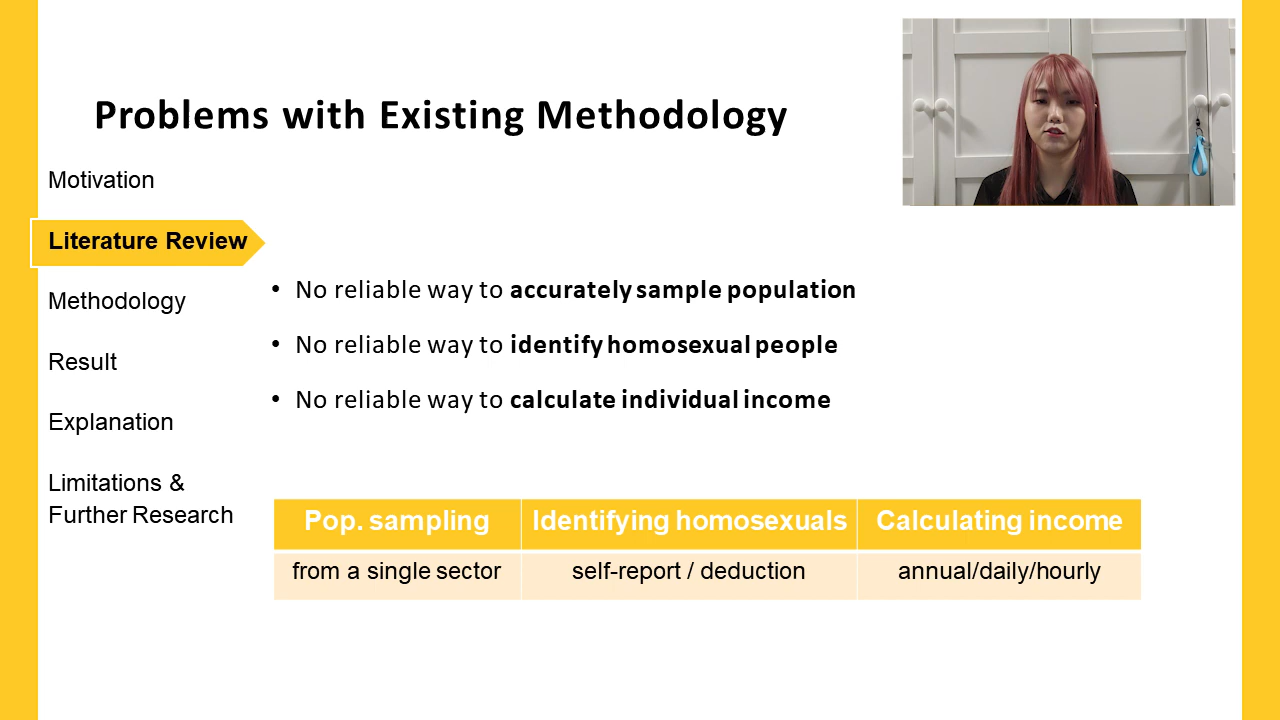 Problems with Existing Methodology
Motivation
Literature Review
Methodology
Result
Explanation
Limitations &
Further Research
• No reliable way to accurately sample population
• No reliable way to identify homosexual people
• No reliable way to calculate individual income
Pop. sampling Identifying homosexuals Calculating income
from a single sector self-report / deduction annual/daily/hourly